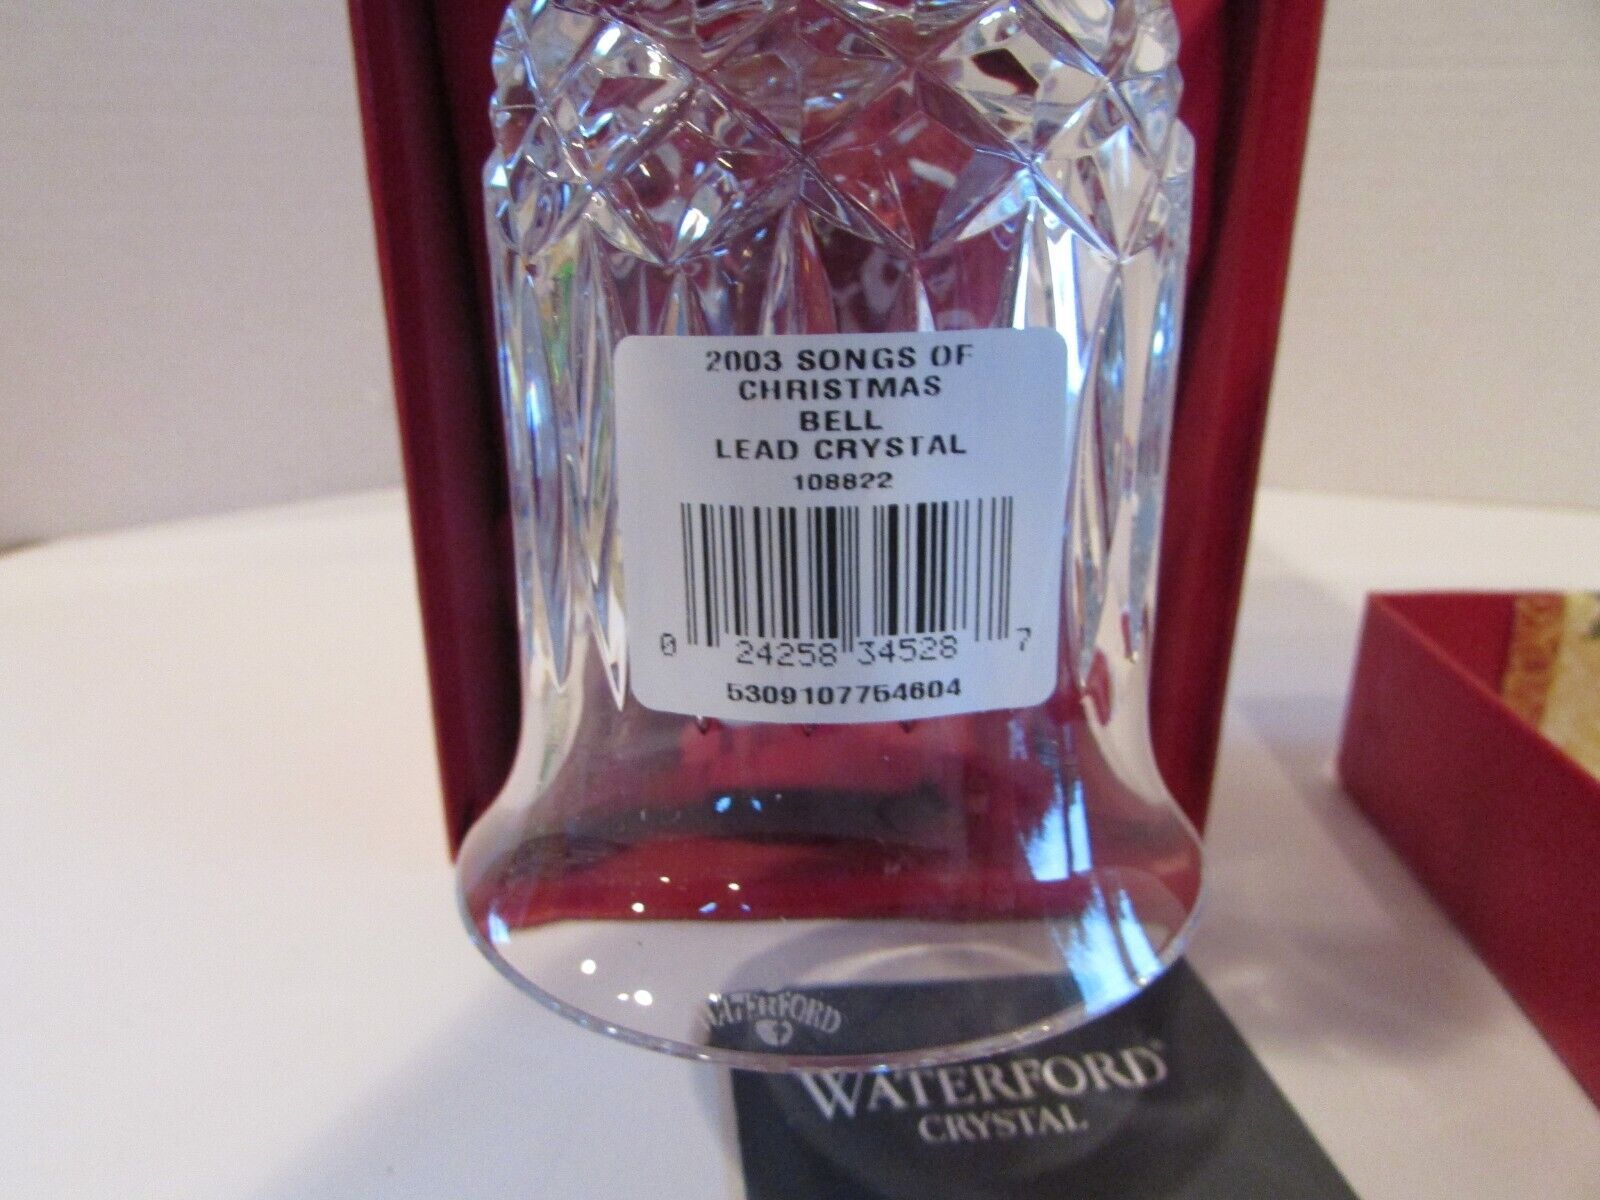 2003 SONGS OF
CHRISTMAS
BELL
LEAD CRYSTAL
108822
0 24258 34528 7
5309107754604
WATERFORD
WATERFORD®
CRYSTAL